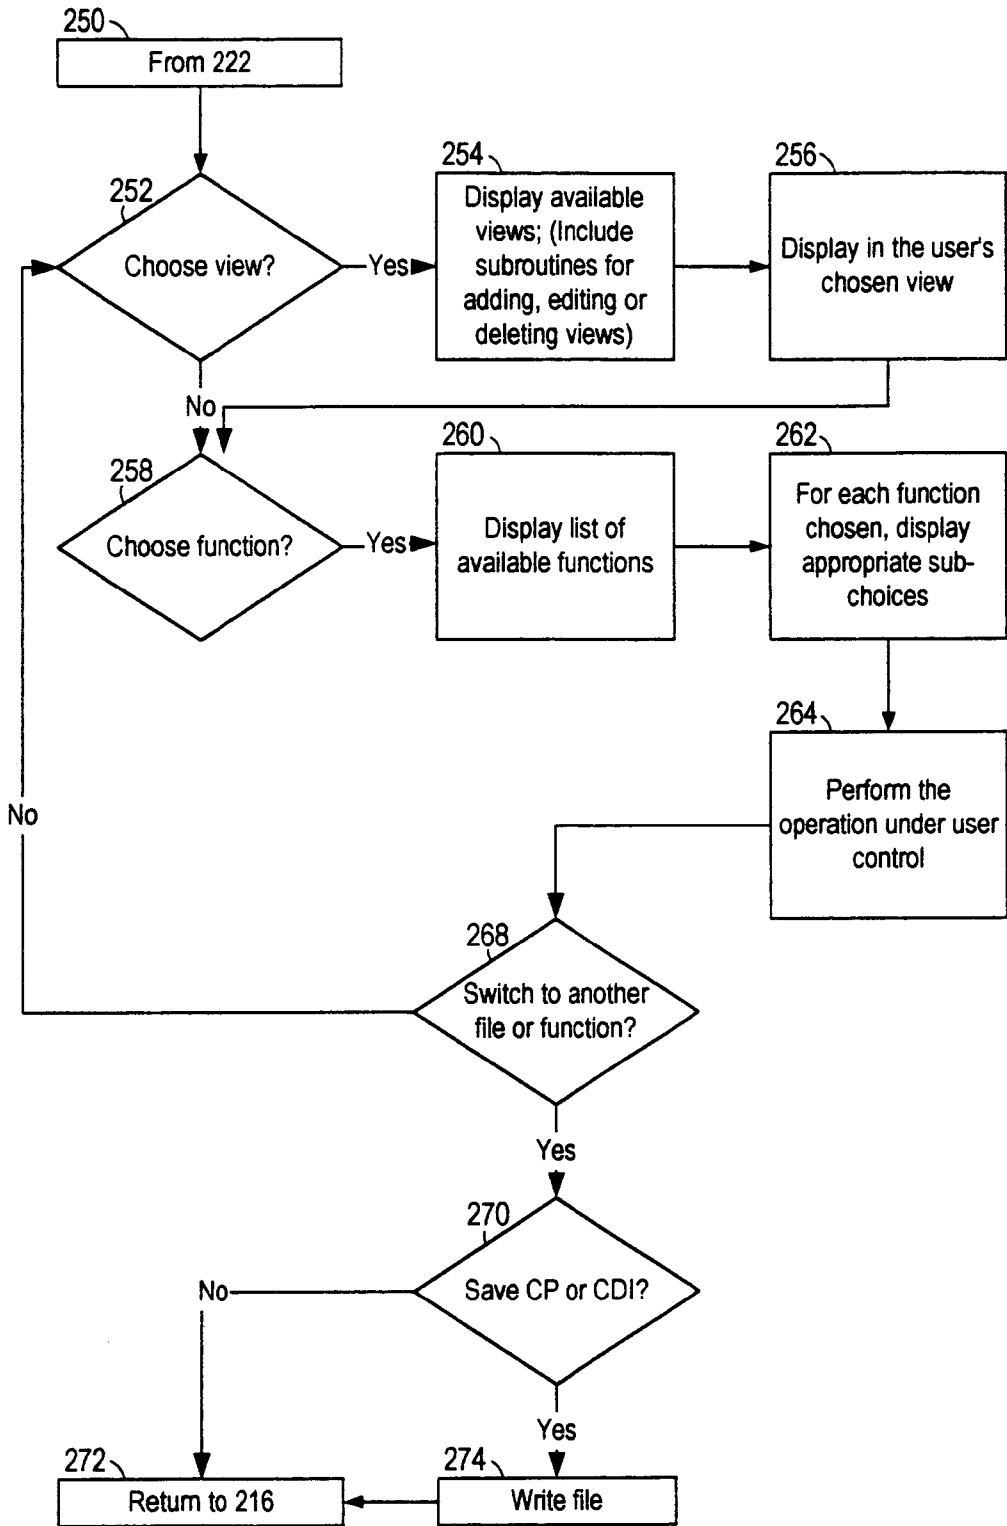 250
From 222
252
Choose view?
Yes
254
Display available
views; (Include
subroutines for
adding, editing or
deleting views)
256
Display in the user's
chosen view
No
258
Choose function?
Yes
260
Display list of
available functions
262
For each function
chosen, display
appropriate sub-
choices
264
Perform the
operation under user
control
No
268
Switch to another
file or function?
Yes
270
Save CP or CDI?
No
Yes
272
Return to 216
274
Write file